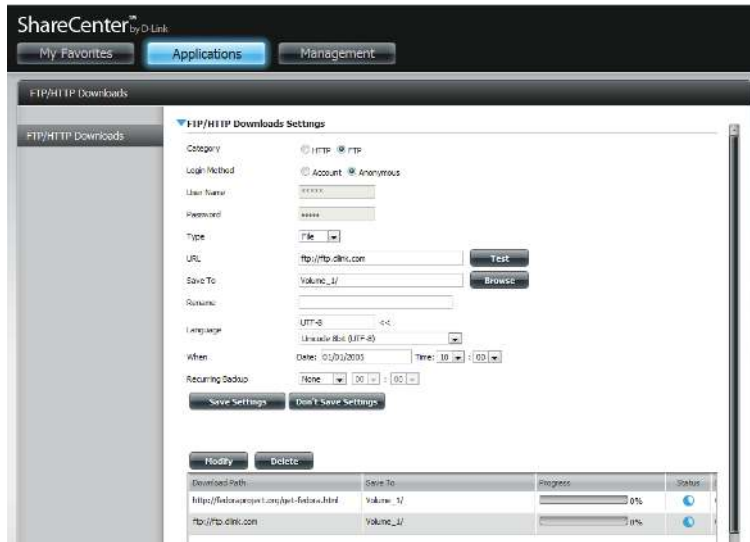 ShareCenter™ by D-Link
My Favorites Applications Management
FTP/HTTP Downloads
FTP/HTTP Downloads
FTP/HTTP Downloads Settings
Category HTTP FTP
Login Method Account Anonymous
User Name *****
Password *****
Type File
URL ftp://ftp.dlink.com Test
Save To Volume_1/ Browse
Rename
Language UTF-8 <<
Unicode 8bit (UTF-8)
When Date: 01/01/2005 Time: 10 : 00
Recurring Backup None 00 : 00
Save Settings Don't Save Settings
Modify Delete
Download Path Save To Progress Status
http://fedoraproject.org/get-fedora.html Volume_1/ 0%
ftp://ftp.dlink.com Volume_1/ 0%